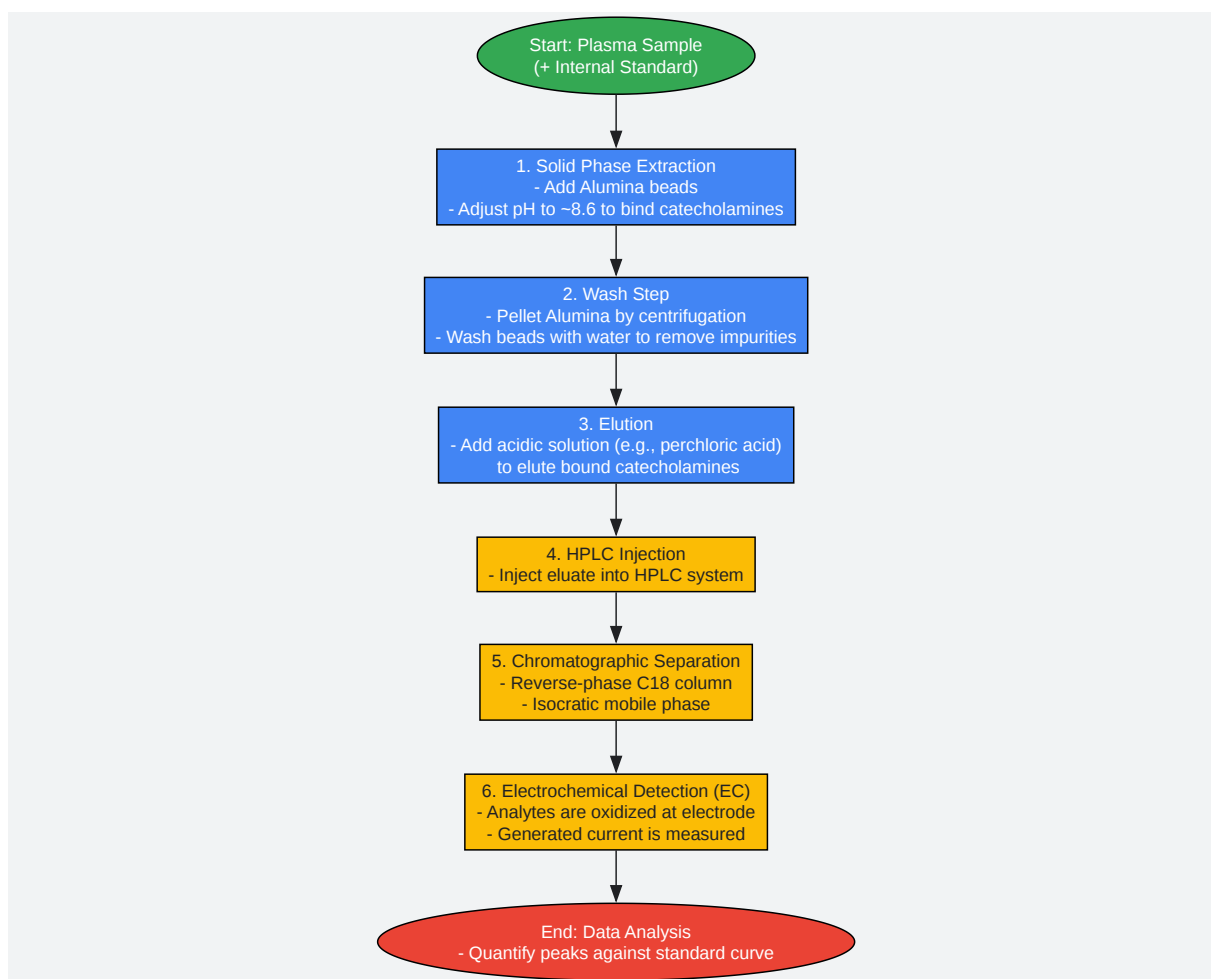 Start: Plasma Sample
(+ Internal Standard)
1. Solid Phase Extraction
- Add Alumina beads
- Adjust pH to ~8.6 to bind catecholamines
2. Wash Step
- Pellet Alumina by centrifugation
- Wash beads with water to remove impurities
3. Elution
- Add acidic solution (e.g., perchloric acid)
to elute bound catecholamines
4. HPLC Injection
- Inject eluate into HPLC system
5. Chromatographic Separation
- Reverse-phase C18 column
- Isocratic mobile phase
6. Electrochemical Detection (EC)
- Analytes are oxidized at electrode
- Generated current is measured
End: Data Analysis
- Quantify peaks against standard curve